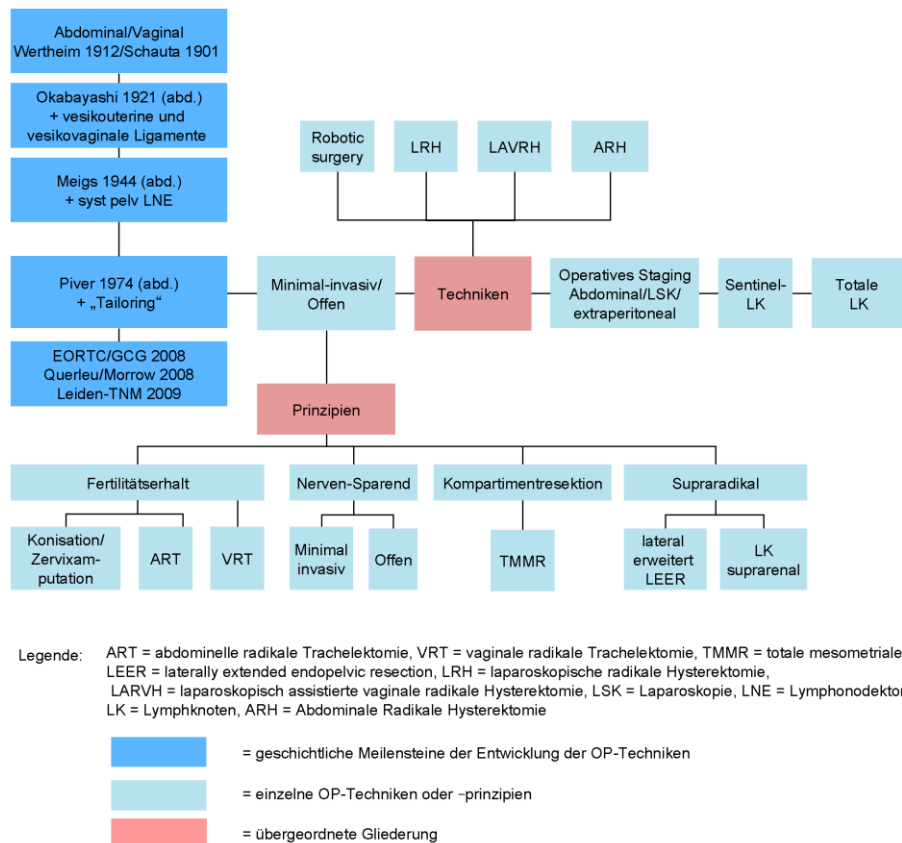 Abdominal/Vaginal
Wertheim 1912/Schauta 1901
Okabayashi 1921 (abd.)
+ vesikouterine und
vesikovaginale Ligamente
Meigs 1944 (abd.)
+ syst pelv LNE
Piver 1974 (abd.)
+ „Tailoring“
EORTC/GCG 2008
Querleu/Morrow 2008
Leiden-TNM 2009
Robotic
surgery
LRH
LAVRH
ARH
Minimal-invasiv/
Offen
Techniken
Operatives Staging
Abdominal/LSK/
extraperitoneal
Sentinel-
LK
Totale
LK
Prinzipien
Fertilitätserhalt
Nerven-Sparend
Kompartimentresektion
Supraradikal
Konisation/
Zervixam-
putation
ART
VRT
Minimal
invasiv
Offen
TMMR
lateral
erweitert
LEER
LK
suprarenal
Legende: ART = abdominelle radikale Trachelektomie, VRT = vaginale radikale Trachelektomie, TMMR = totale mesometriale
LEER = laterally extended endopelvic resection, LRH = laparoskopische radikale Hysterektomie,
LARVH = laparoskopisch assistierte vaginale radikale Hysterektomie, LSK = Laparoskopie, LNE = Lymphonodekto
LK = Lymphknoten, ARH = Abdominale Radikale Hysterektomie
= geschichtliche Meilensteine der Entwicklung der OP-Techniken
= einzelne OP-Techniken oder –prinzipien
= übergeordnete Gliederung